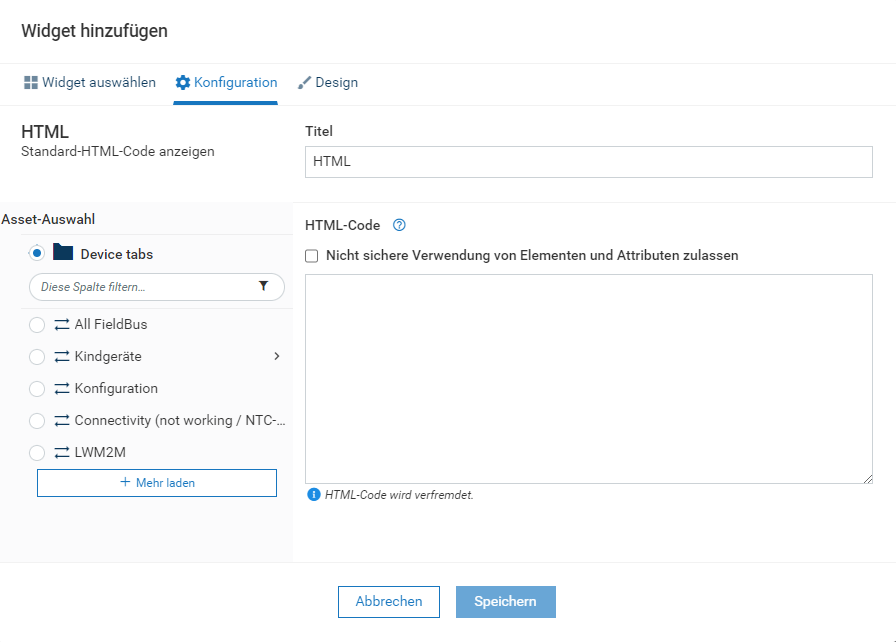 Widget hinzufügen
Widget auswählen
Konfiguration
Design
HTML
Standard-HTML-Code anzeigen
Titel
HTML
Asset-Auswahl
Device tabs
Diese Spalte filtern...
All FieldBus
Kindgeräte
Konfiguration
Connectivity (not working / NTC-...
LWM2M
+ Mehr laden
HTML-Code
Nicht sichere Verwendung von Elementen und Attributen zulassen
HTML-Code wird verfremdet.
Abbrechen
Speichern